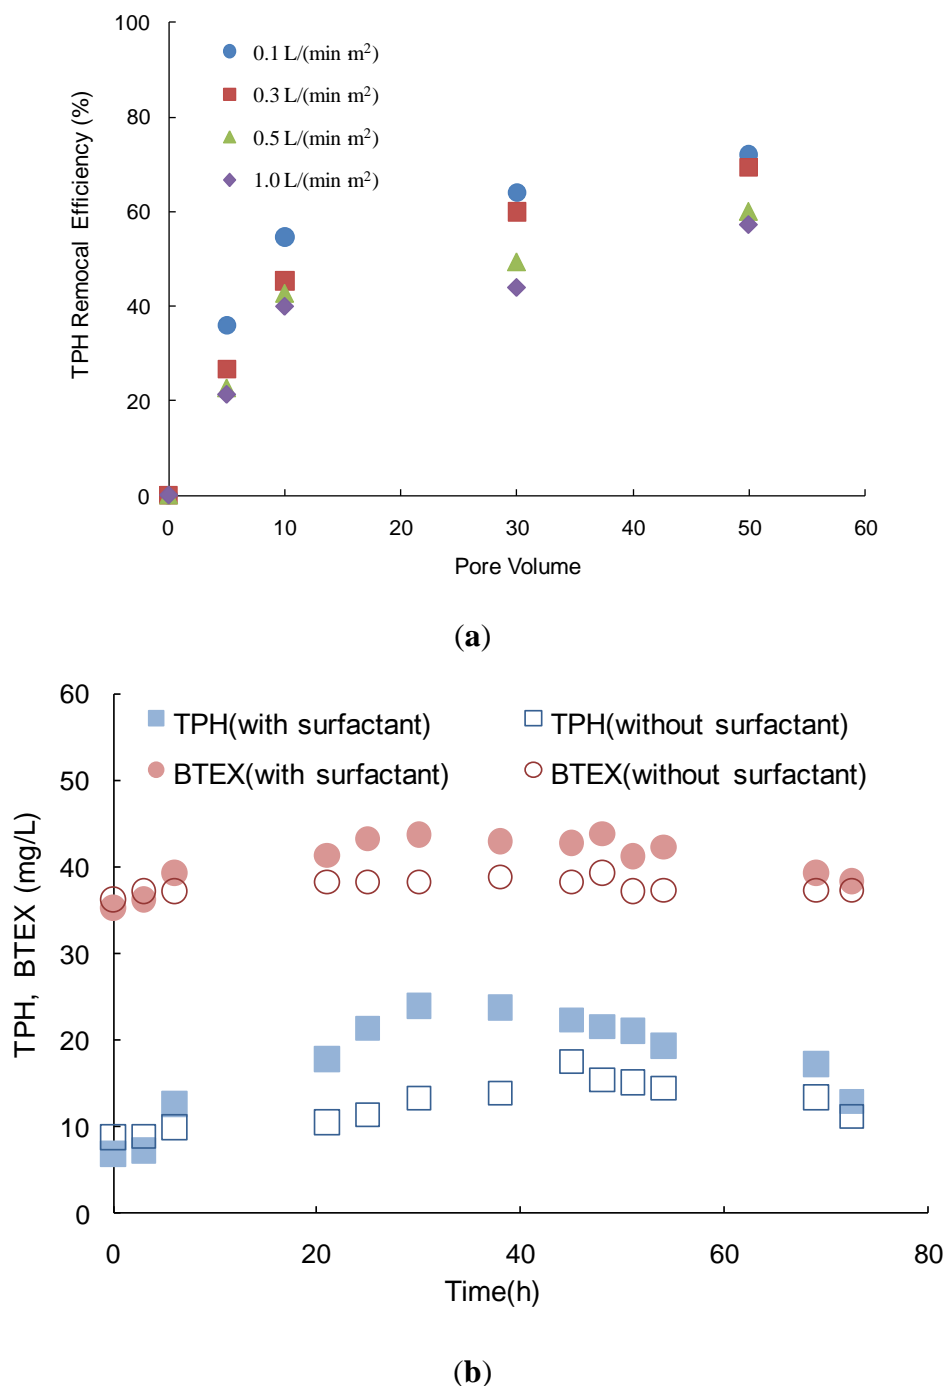 100
80
60
40
20
0
TPH Remocal Efficiency (%)
0.1 L/(min m²)
0.3 L/(min m²)
0.5 L/(min m²)
1.0 L/(min m²)
0 10 20 30 40 50 60
Pore Volume
(a)
60
50
40
30
20
10
0
TPH, BTEX (mg/L)
TPH(with surfactant) TPH(without surfactant)
BTEX(with surfactant) BTEX(without surfactant)
0 20 40 60 80
Time(h)
(b)